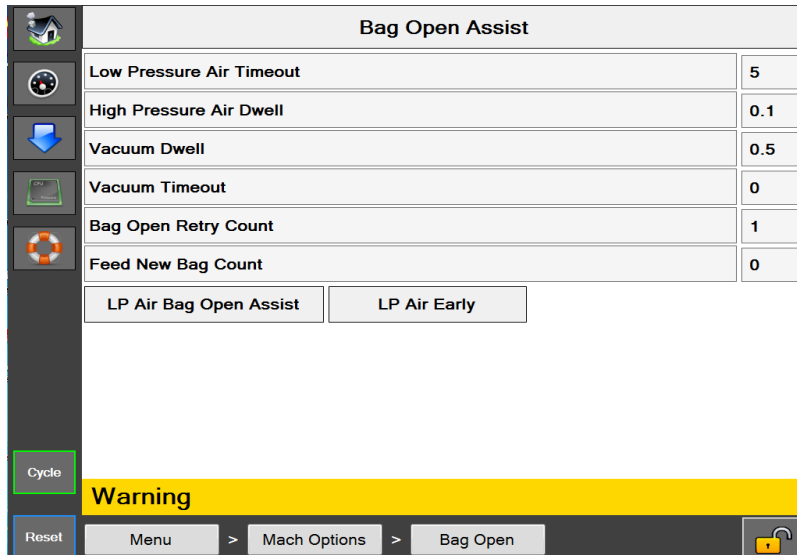 Bag Open Assist
Low Pressure Air Timeout 5
High Pressure Air Dwell 0.1
Vacuum Dwell 0.5
Vacuum Timeout 0
Bag Open Retry Count 1
Feed New Bag Count 0
LP Air Bag Open Assist LP Air Early
Cycle
Warning
Reset Menu > Mach Options > Bag Open